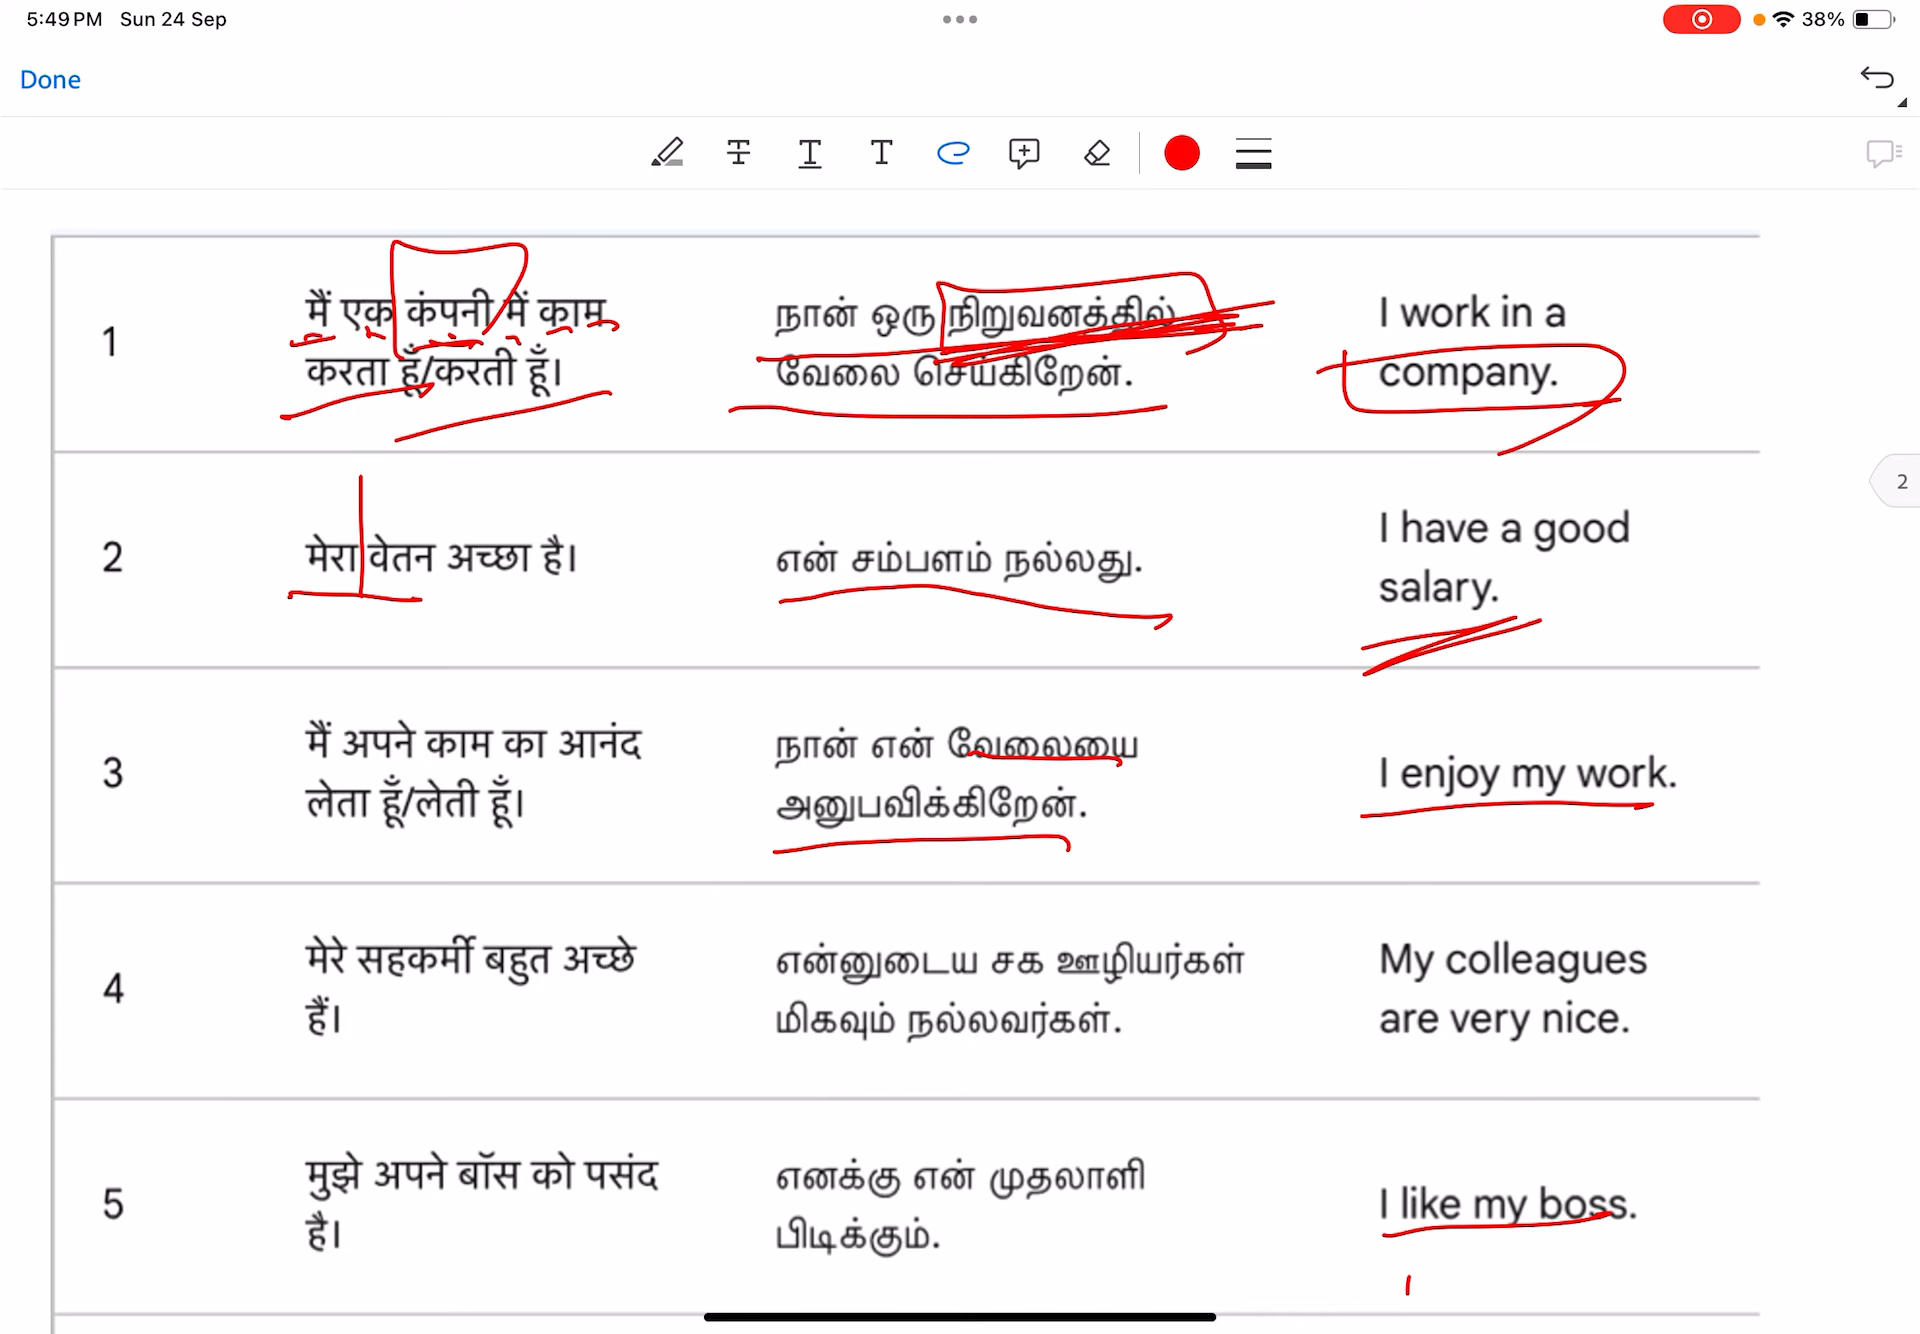 5:49 PM Sun 24 Sep
38%
Done
2
1
मैं एक कंपनी में काम
करता हूँ/करती हूँ।
நான் ஒரு நிறுவனத்தில்
வேலை செய்கிறேன்.
I work in a
company.
2
मेरा वेतन अच्छा है।
என் சம்பளம் நல்லது.
I have a good
salary.
3
मैं अपने काम का आनंद
लेता हूँ/लेती हूँ।
நான் என் வேலையை
அனுபவிக்கிறேன்.
I enjoy my work.
4
मेरे सहकर्मी बहुत अच्छे
हैं।
என்னுடைய சக ஊழியர்கள்
மிகவும் நல்லவர்கள்.
My colleagues
are very nice.
5
मुझे अपने बॉस को पसंद
है।
எனக்கு என் முதலாளி
பிடிக்கும்.
I like my boss.